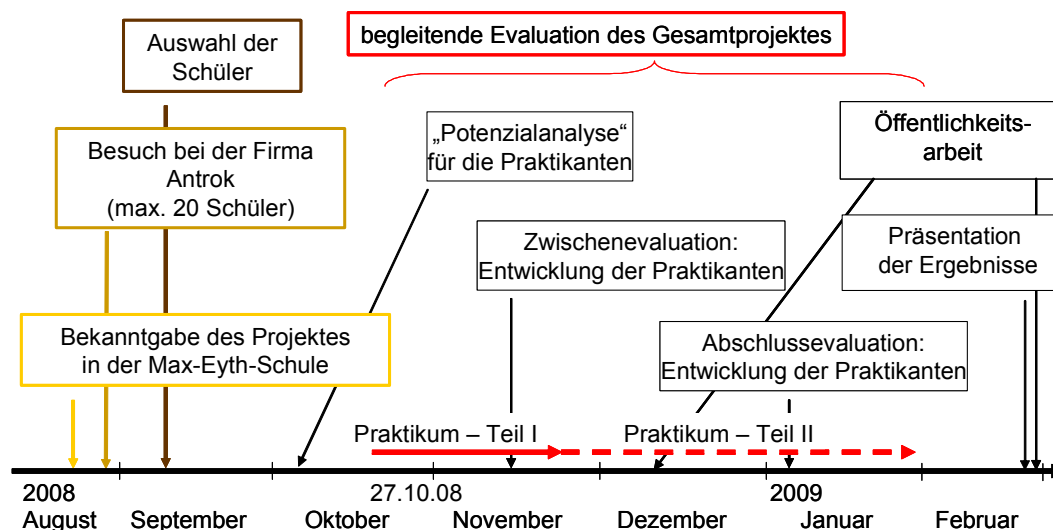 Auswahl der
Schüler
begleitende Evaluation des Gesamtprojektes
Besuch bei der Firma
Antrok
(max. 20 Schüler)
„Potenzialanalyse“
für die Praktikanten
Öffentlichkeits-
arbeit
Zwischenevaluation:
Entwicklung der Praktikanten
Präsentation
der Ergebnisse
Bekanntgabe des Projektes
in der Max-Eyth-Schule
Abschlussevaluation:
Entwicklung der Praktikanten
Praktikum – Teil I
Praktikum – Teil II
2008
27.10.08
2009
August
September
Oktober
November
Dezember
Januar
Februar